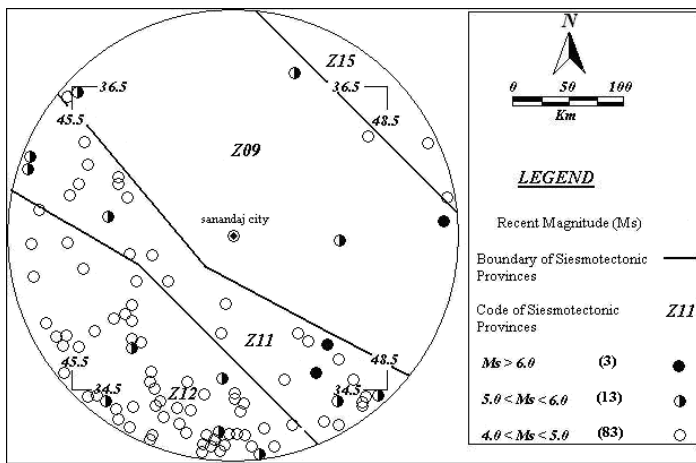 Z15
36.5
36.5
45.5
48.5
Z09
sanandaj city
Z11
45.5
48.5
34.5
34.5
Z12
N
0 50 100
Km
LEGEND
Recent Magnitude (Ms)
Boundary of Siesmotectonic
Provinces
Code of Siesmotectonic Z11
Provinces
Ms > 6.0 (3)
5.0 < Ms < 6.0 (13)
4.0 < Ms < 5.0 (83)